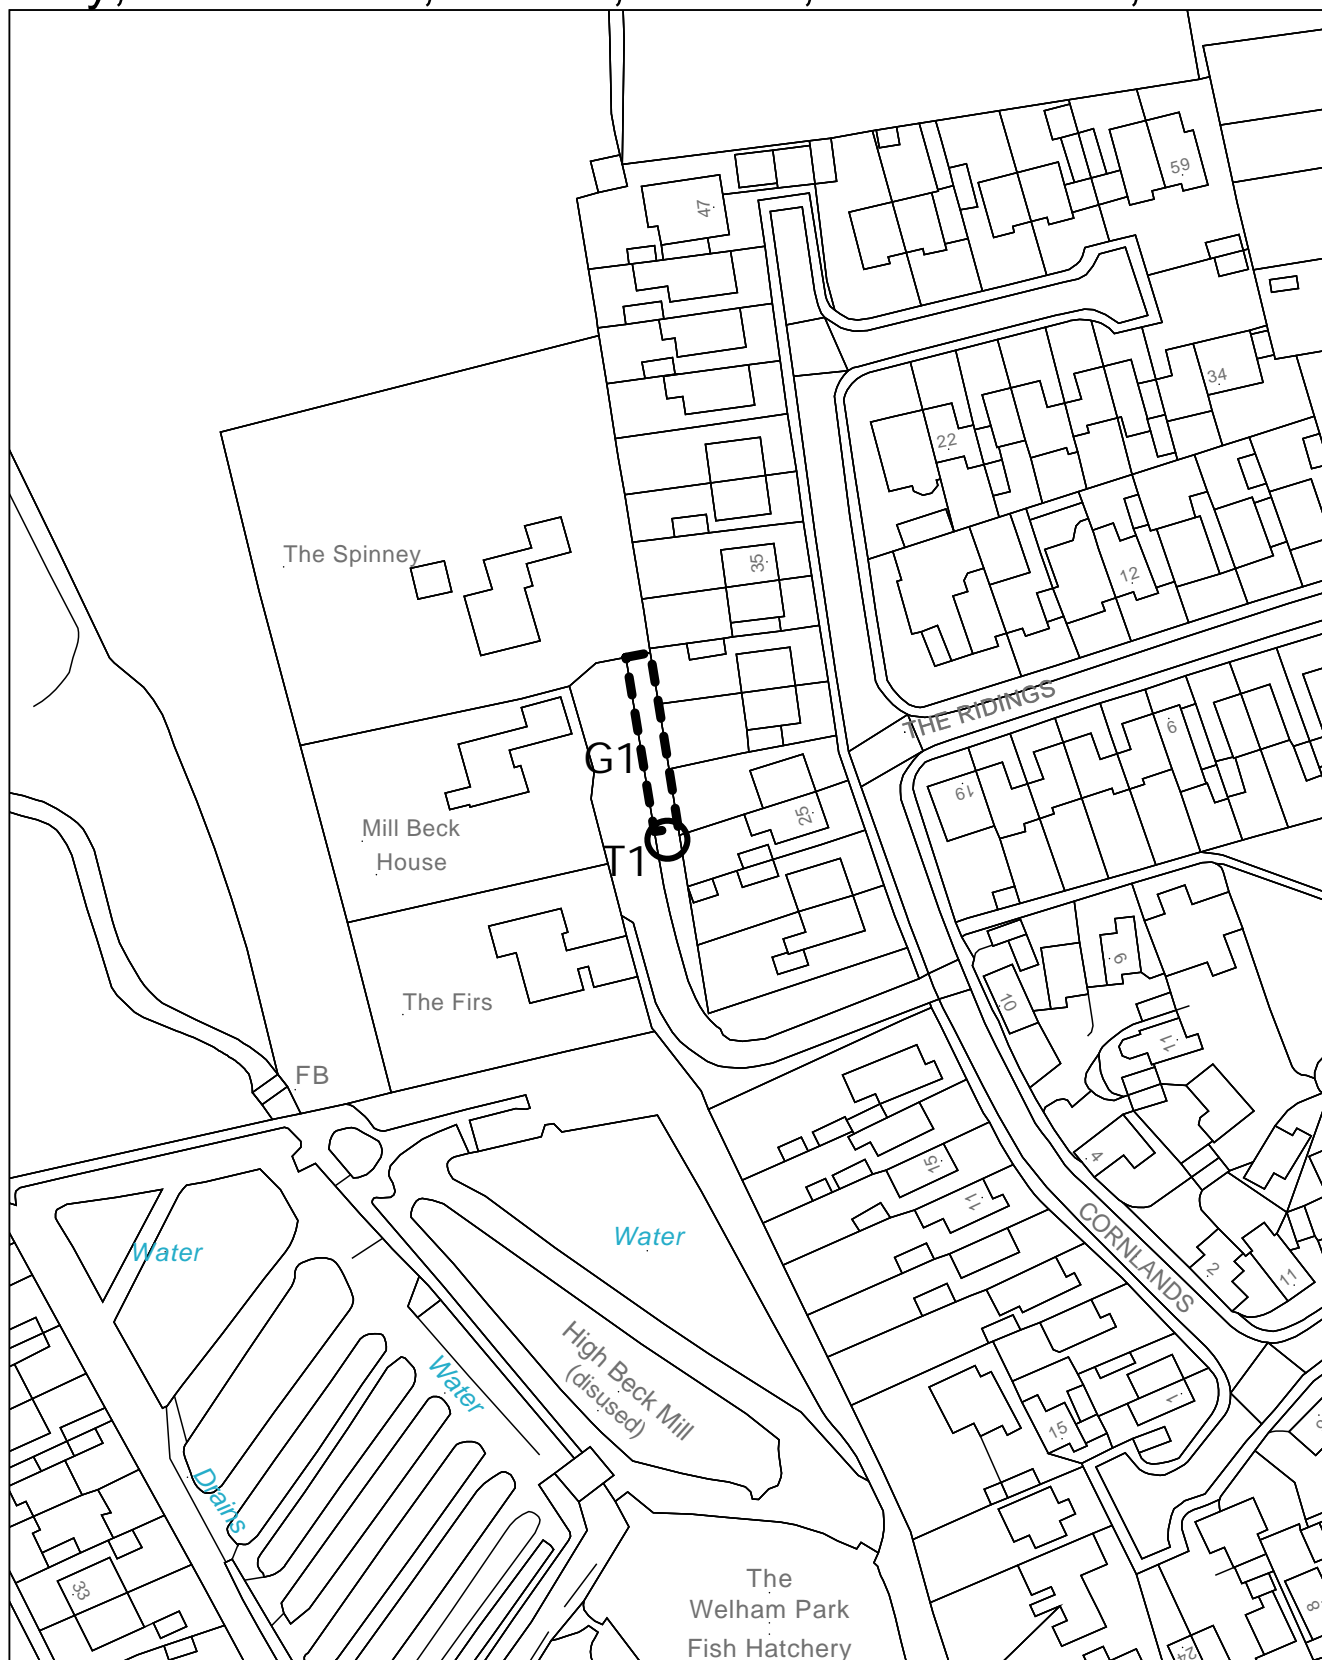 59
47
34
22
The Spinney
35
12
THE RIDINGS
9
G1
19
25
Mill Beck
House
T1
9
The Firs
10
11
FB
15
4
11
CORNLANDS
Water
Water
2
11
High Beck Mill
(disused)
Water
1
15
Drains
33
The
Welham Park
Fish Hatchery
8
24